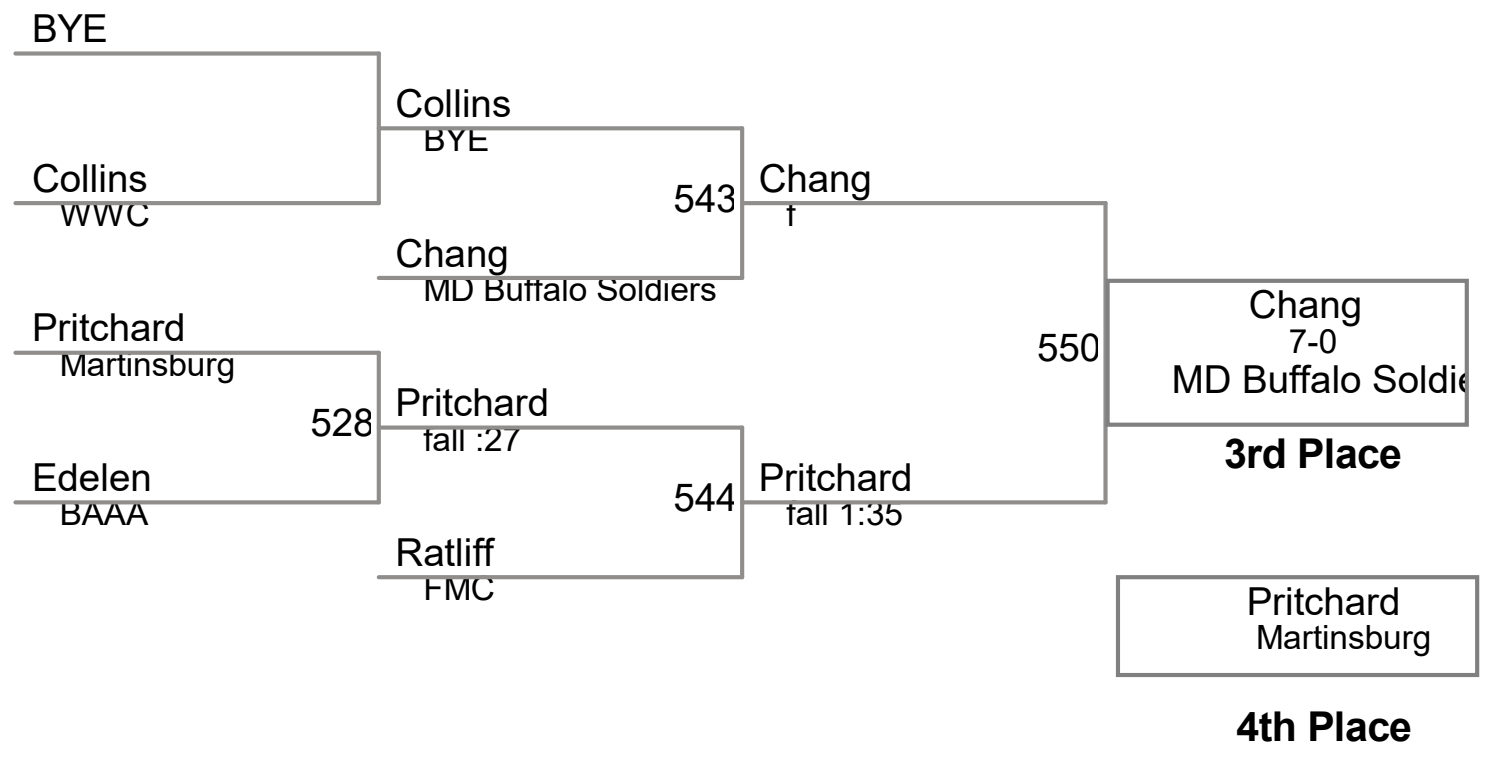 BYE
Collins
WWC
Pritchard
Martinsburg
528
Edelen
BAAA
Collins
BYE
543
Chang
MD Buffalo Soldiers
Pritchard
fall :27
544
Ratliff
FMC
Chang
f
550
Pritchard
fall 1:35
Chang
7-0
MD Buffalo Soldie
3rd Place
Pritchard
Martinsburg
4th Place